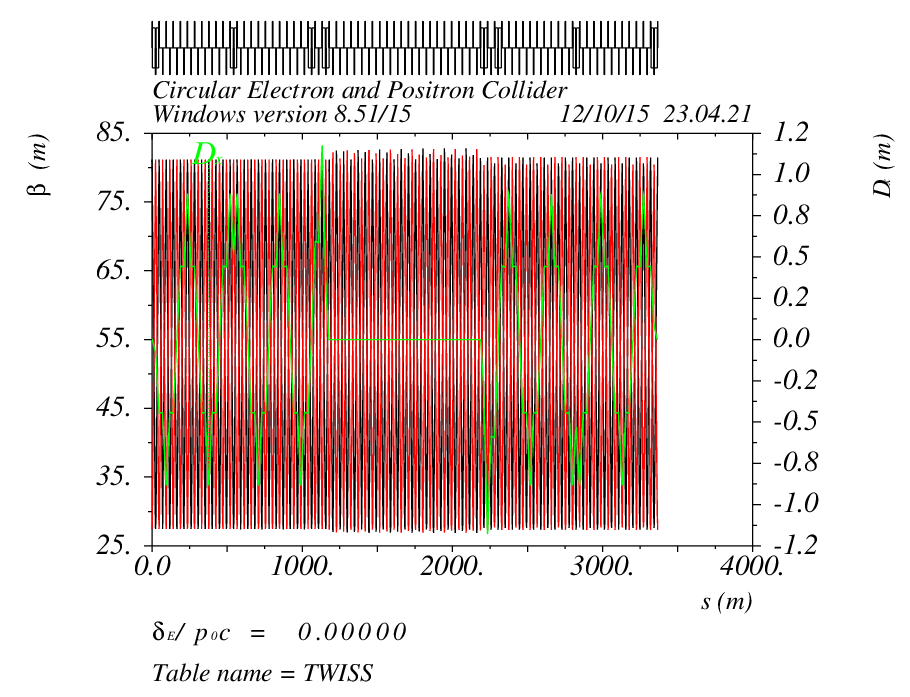 Circular Electron and Positron Collider
Windows version 8.51/15 12/10/15 23.04.21
β (m)
D (m)
D
85. 1.2
1.0
75. 0.8
65. 0.5
0.2
55. 0.0
-0.2
45. -0.5
35. -0.8
-1.0
25. -1.2
0.0 1000. 2000. 3000. 4000.
s (m)
δE/ p0c = 0.00000
Table name = TWISS